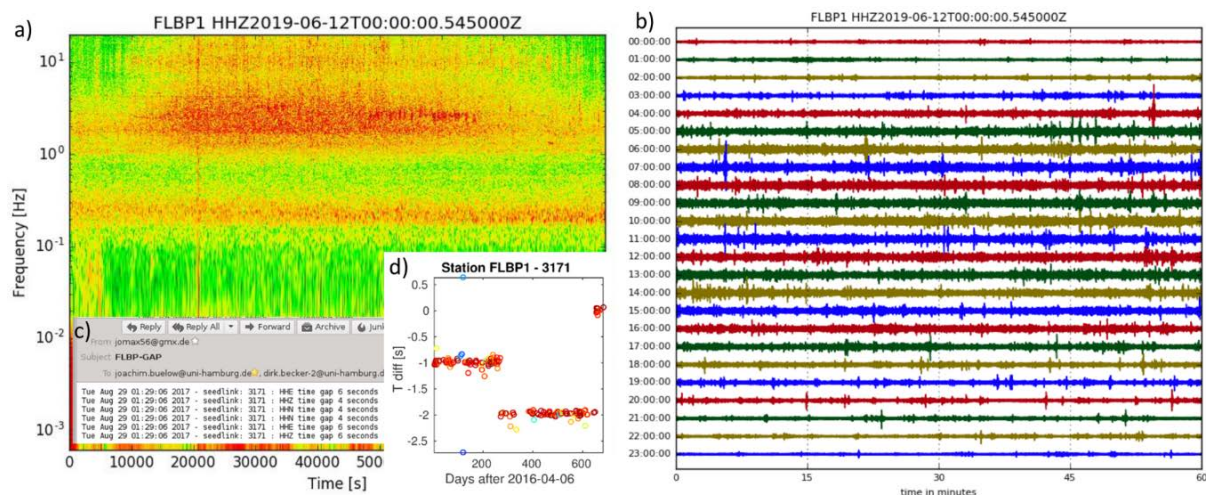 a)
FLBP1 HHZ2019-06-12T00:00:00.545000Z
Frequency [Hz]
10¹
10⁰
10⁻¹
10⁻²
10⁻³
0 10000 20000 30000 40000 500
Time [s]
c)
Reply Reply All Forward Archive Junk
From jomax56@gmx.de
Subject FLBP-GAP
To joachim.buelow@uni-hamburg.de, dirk.becker-2@uni-hamburg.d
Tue Aug 29 01:29:06 2017 - seedlink: 3171 : HHE time gap 6 seconds
Tue Aug 29 01:29:06 2017 - seedlink: 3171 : HHZ time gap 4 seconds
Tue Aug 29 01:29:06 2017 - seedlink: 3171 : HHN time gap 4 seconds
Tue Aug 29 01:29:06 2017 - seedlink: 3171 : HHN time gap 6 seconds
Tue Aug 29 01:29:06 2017 - seedlink: 3171 : HHE time gap 6 seconds
Tue Aug 29 01:29:06 2017 - seedlink: 3171 : HHZ time gap 6 seconds
d)
Station FLBP1 - 3171
T diff [s]
0.5
0
-0.5
-1.0
-1.5
-2.0
-2.5
200 400 600
Days after 2016-04-06
b)
FLBP1 HHZ2019-06-12T00:00:00.545000Z
00:00:00
01:00:00
02:00:00
03:00:00
04:00:00
05:00:00
06:00:00
07:00:00
08:00:00
09:00:00
10:00:00
11:00:00
12:00:00
13:00:00
14:00:00
15:00:00
16:00:00
17:00:00
18:00:00
19:00:00
20:00:00
21:00:00
22:00:00
23:00:00
0 15 30 45 60
time in minutes